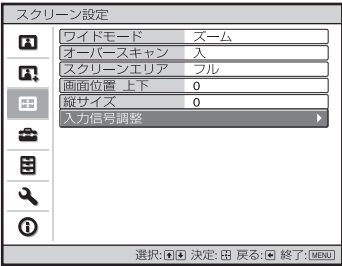 スクリーン設定
ワイドモード ズーム
オーバースキャン 入
スクリーンエリア フル
画面位置 上下 0
縦サイズ 0
入力信号調整
選択: 決定: 戻る: 終了: MENU